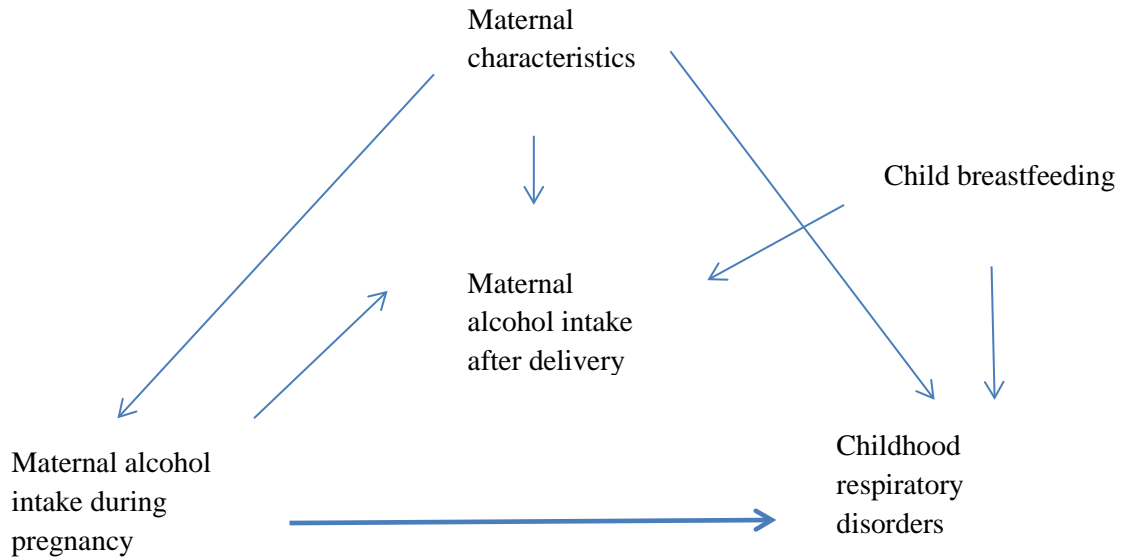 Maternal
characteristics
Child breastfeeding
Maternal
alcohol intake
after delivery
Maternal alcohol
intake during
pregnancy
Childhood
respiratory
disorders